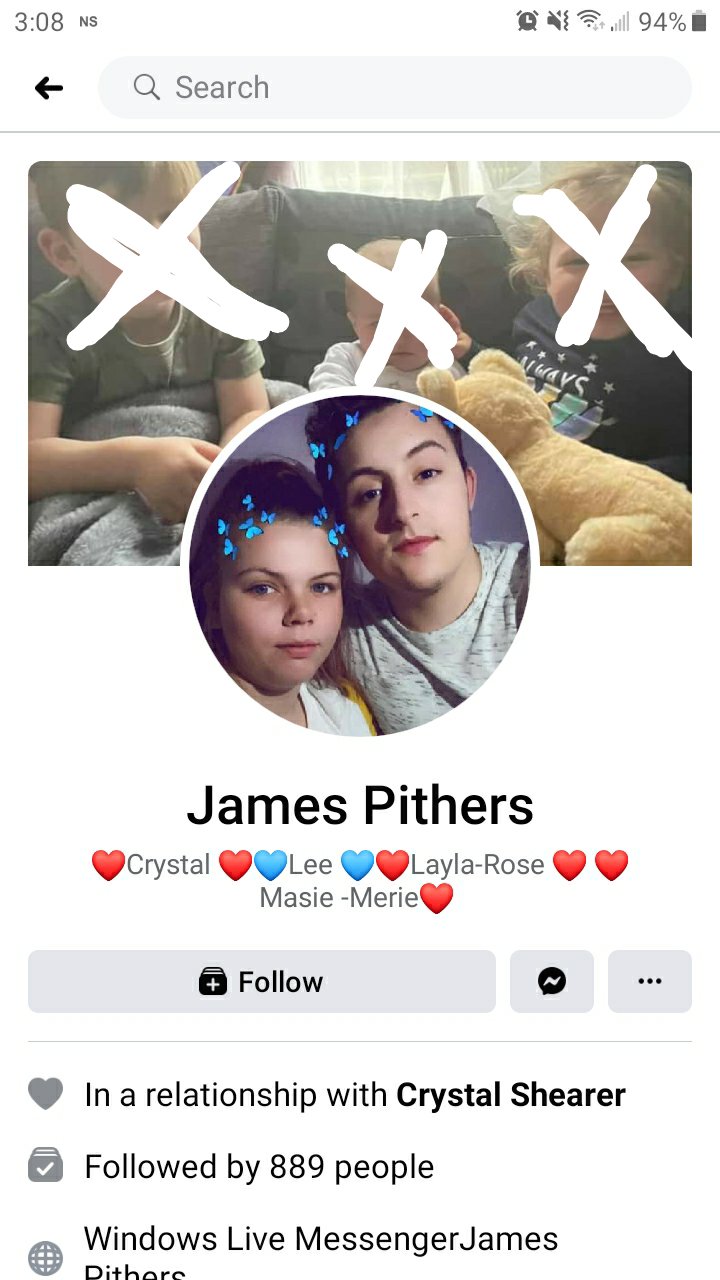 3:08 NS 94%
Search
ALWAYS
James Pithers
❤️Crystal ❤️💙Lee 💙❤️Layla-Rose ❤️ ❤️
Masie -Merie❤️
Follow
In a relationship with Crystal Shearer
Followed by 889 people
Windows Live MessengerJames
Pithers